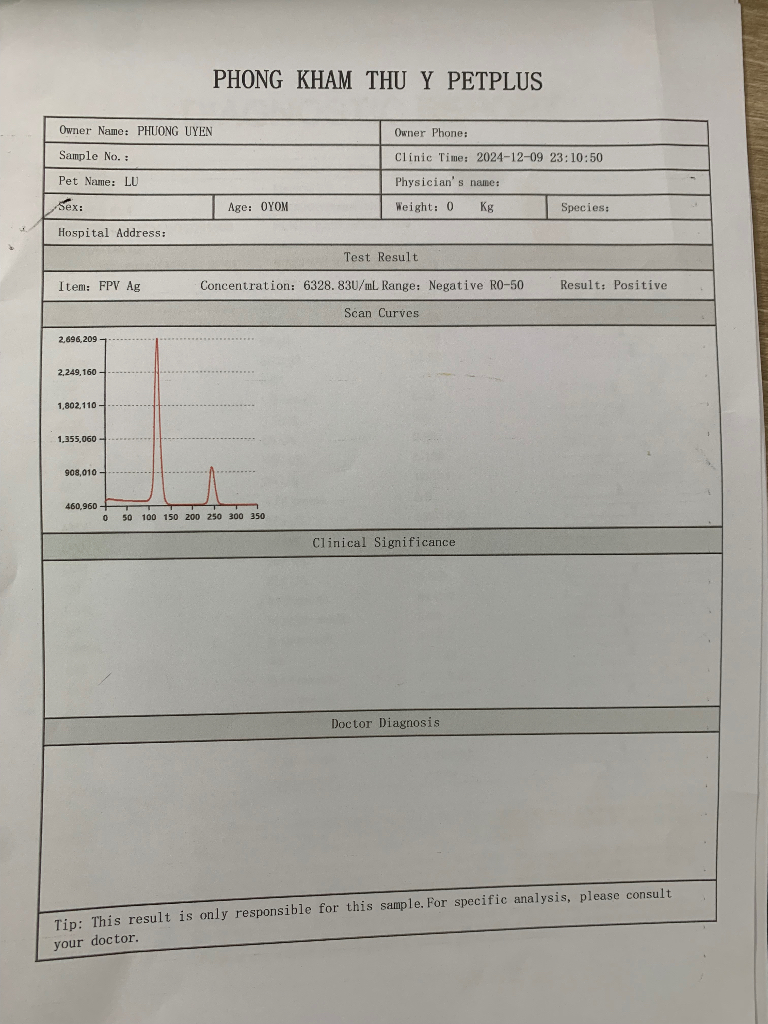 PHONG KHAM THU Y PETPLUS
Owner Name: PHUONG UYEN Owner Phone:
Sample No.: Clinic Time: 2024-12-09 23:10:50
Pet Name: LU Physician's name:
Sex: Age: 0Y0M Weight: 0 Kg Species:
Hospital Address:
Test Result
Item: FPV Ag Concentration: 6328.83U/mL Range: Negative R0-50 Result: Positive
Scan Curves
2,696,209
2,249,160
1,802,110
1,355,060
908,010
460,960
0 50 100 150 200 250 300 350
Clinical Significance
Doctor Diagnosis
Tip: This result is only responsible for this sample.For specific analysis, please consult
your doctor.